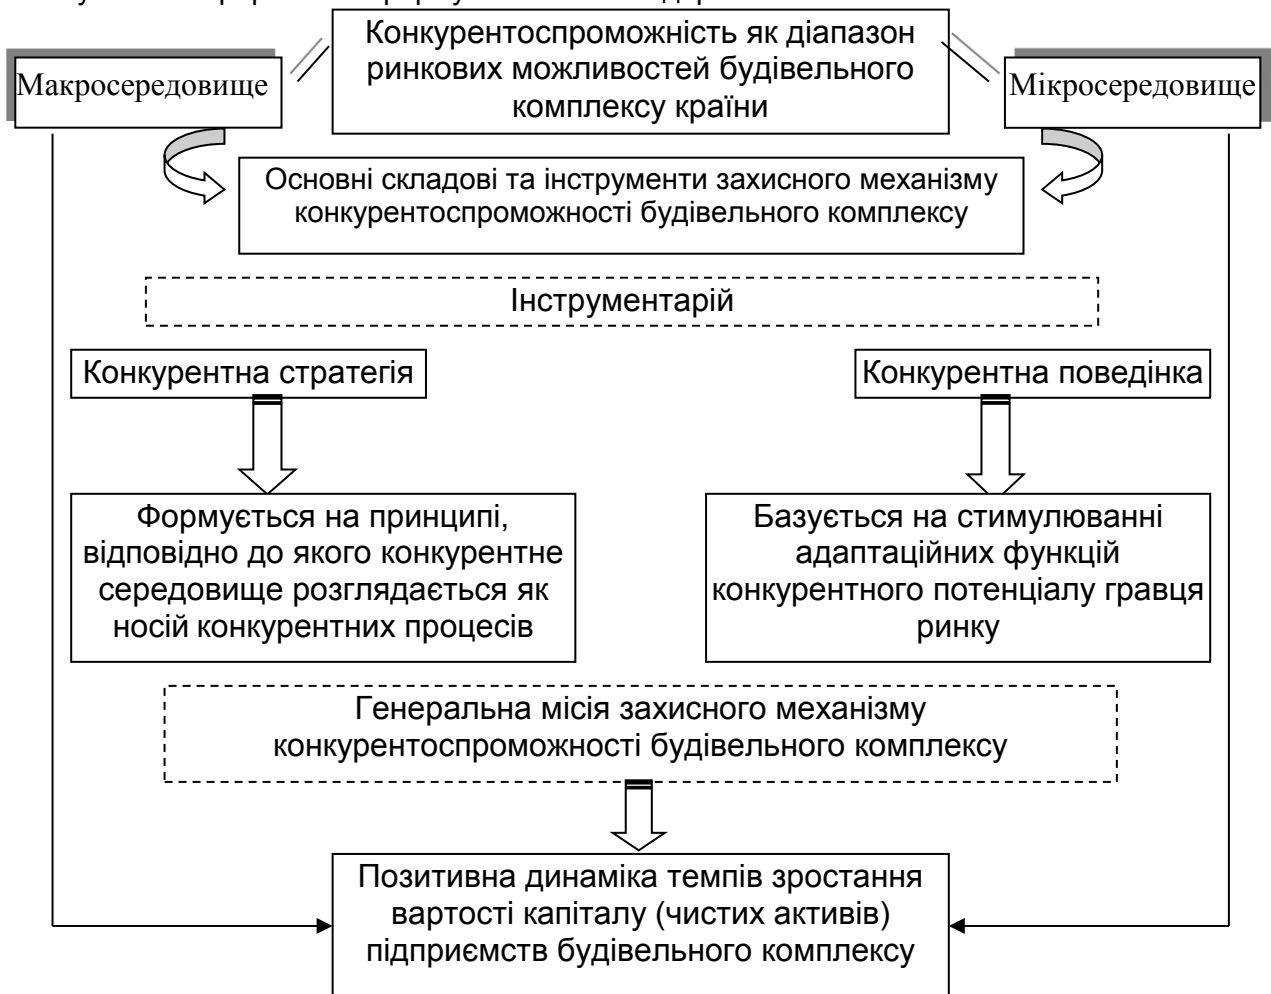 Конкурентоспроможність як діапазон
ринкових можливостей будівельного
комплексу країни
Макросередовище
Мікросередовище
Основні складові та інструменти захисного механізму
конкурентоспроможності будівельного комплексу
Інструментарій
Конкурентна стратегія
Конкурентна поведінка
Формується на принципі,
відповідно до якого конкурентне
середовище розглядається як
носій конкурентних процесів
Базується на стимулюванні
адаптаційних функцій
конкурентного потенціалу гравця
ринку
Генеральна місія захисного механізму
конкурентоспроможності будівельного комплексу
Позитивна динаміка темпів зростання
вартості капіталу (чистих активів)
підприємств будівельного комплексу